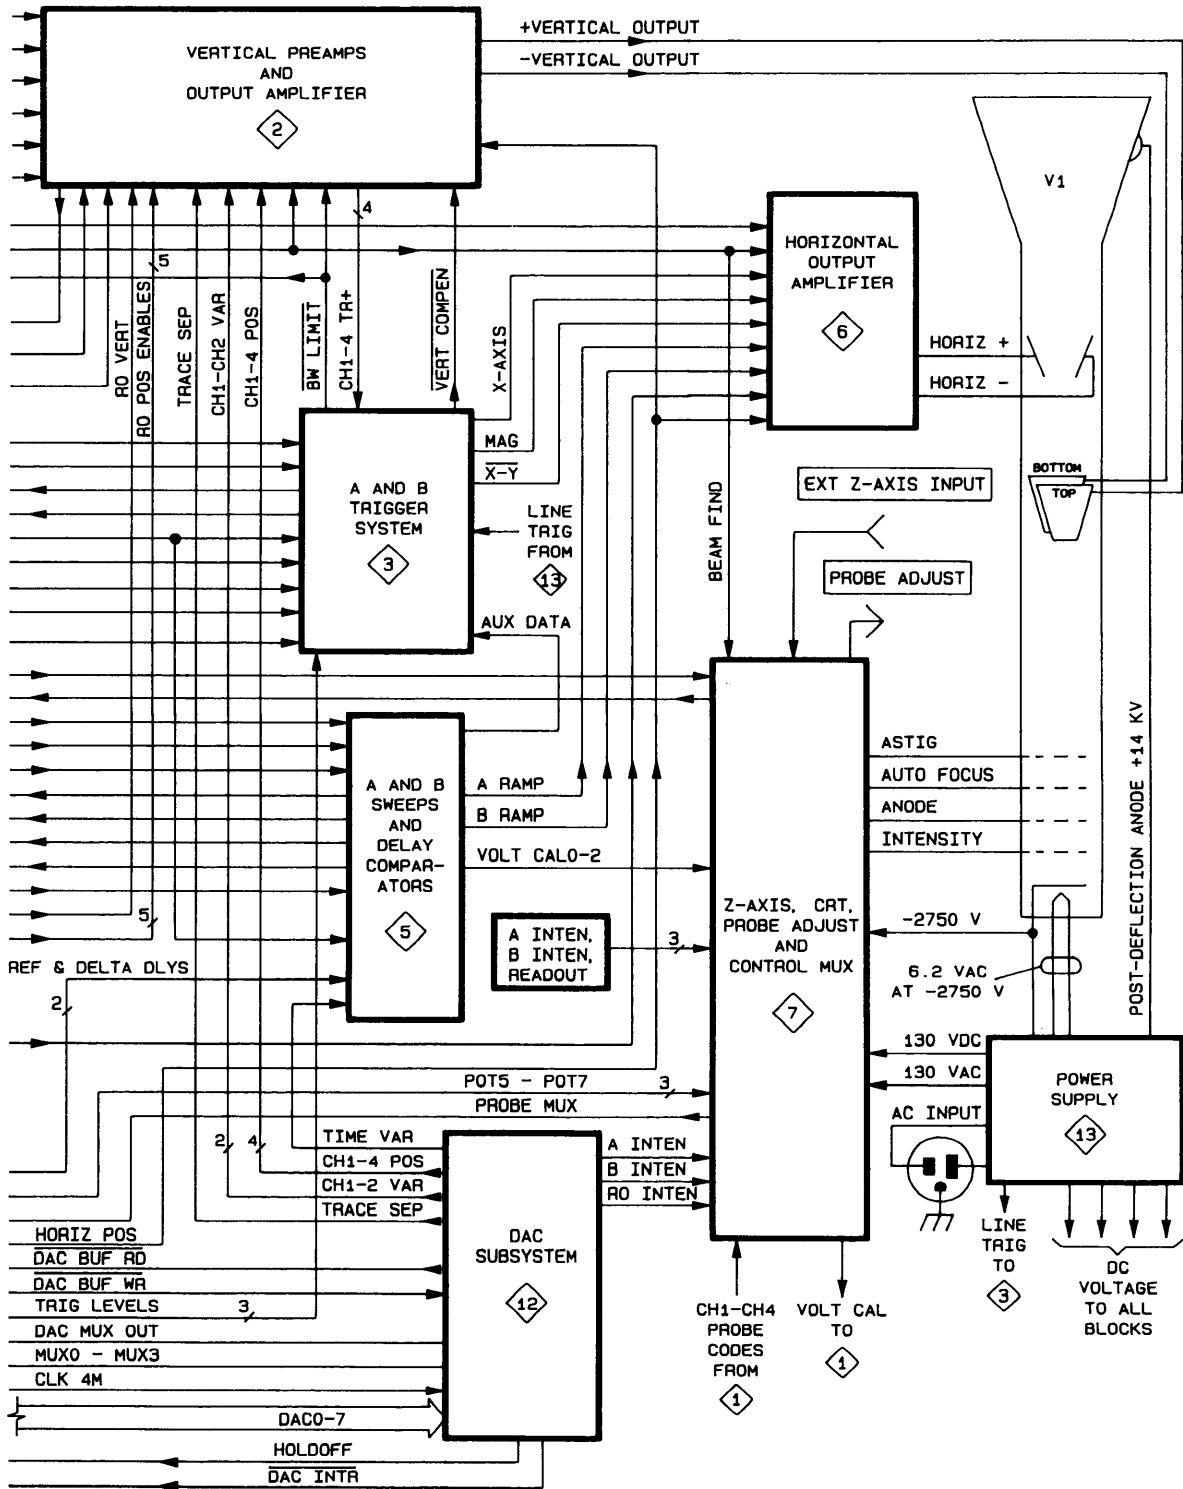 +VERTICAL OUTPUT
-VERTICAL OUTPUT
VERTICAL PREAMPS
AND
OUTPUT AMPLIFIER
2
V1
4
5
HORIZONTAL
OUTPUT
AMPLIFIER
6
RO VERT
RO POS ENABLES
TRACE SEP
CH1-CH2 VAR
CH1-4 POS
BW LIMIT
CH1-4 TR+
VERT COMPEN
X-AXIS
HORIZ +
HORIZ -
MAG
X-Y
A AND B
TRIGGER
SYSTEM
3
LINE
TRIG
FROM
13
AUX DATA
BEAM FIND
EXT Z-AXIS INPUT
PROBE ADJUST
BOTTOM
TOP
A AND B
SWEEPS
AND
DELAY
COMPAR-
ATORS
5
A RAMP
B RAMP
VOLT CAL0-2
ASTIG
AUTO FOCUS
ANODE
INTENSITY
POST-DEFLECTION ANODE +14 KV
5
A INTEN,
B INTEN,
READOUT
3
Z-AXIS, CRT,
PROBE ADJUST
AND
CONTROL MUX
7
-2750 V
6.2 VAC
AT -2750 V
REF & DELTA DLYS
2
130 VDC
130 VAC
AC INPUT
POWER
SUPPLY
13
POT5 - POT7
3
PROBE MUX
2
4
TIME VAR
CH1-4 POS
CH1-2 VAR
TRACE SEP
A INTEN
B INTEN
RO INTEN
DAC
SUBSYSTEM
12
HORIZ POS
DAC BUF RD
DAC BUF WR
TRIG LEVELS
3
DAC MUX OUT
MUX0 - MUX3
CLK 4M
DAC0-7
HOLDOFF
DAC INTR
CH1-CH4
PROBE
CODES
FROM
1
VOLT CAL
TO
1
LINE
TRIG
TO
3
DC
VOLTAGE
TO ALL
BLOCKS